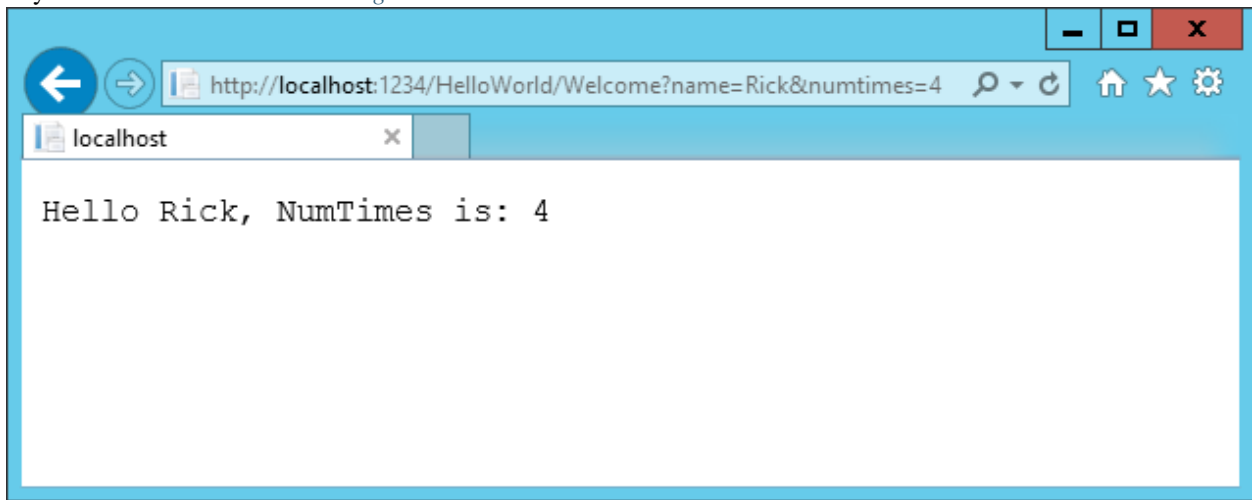 http://localhost:1234/HelloWorld/Welcome?name=Rick&numtimes=4
localhost
Hello Rick, NumTimes is: 4